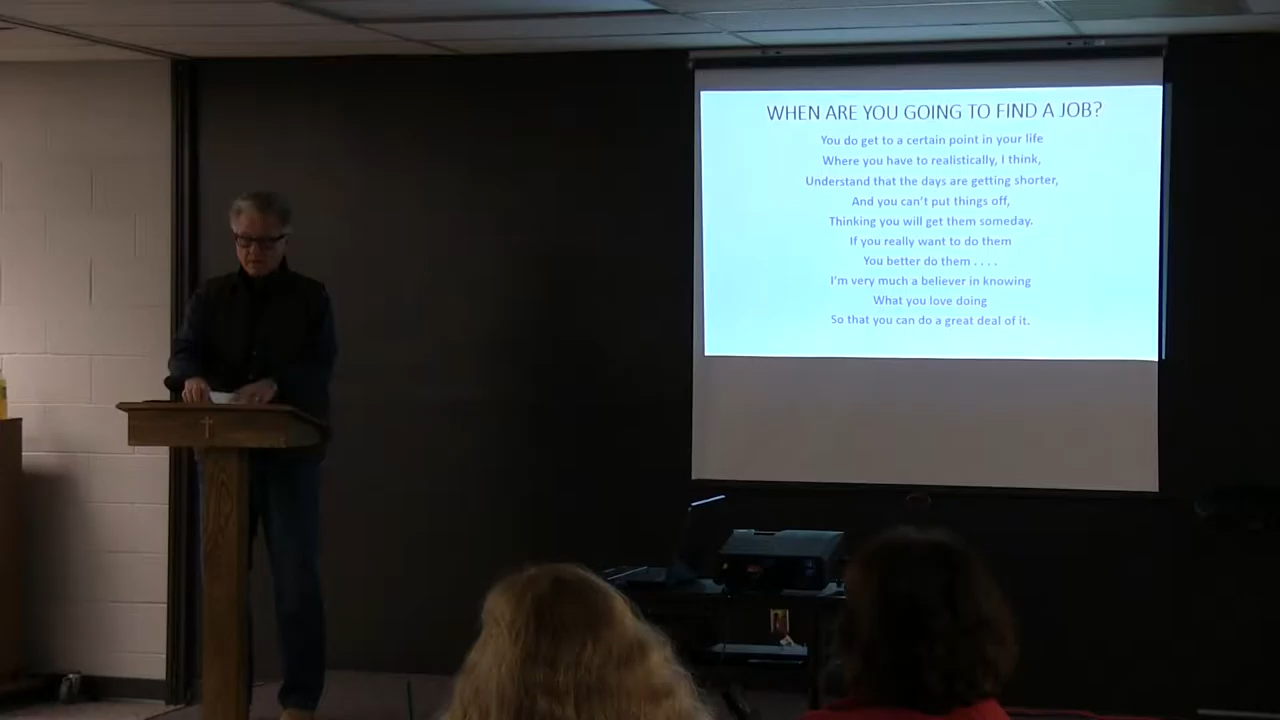 WHEN ARE YOU GOING TO FIND A JOB?
You do get to a certain point in your life
Where you have to realistically, I think,
Understand that the days are getting shorter,
And you can't put things off,
Thinking you will get them someday.
If you really want to do them
You better do them . . . .
I'm very much a believer in knowing
What you love doing
So that you can do a great deal of it.